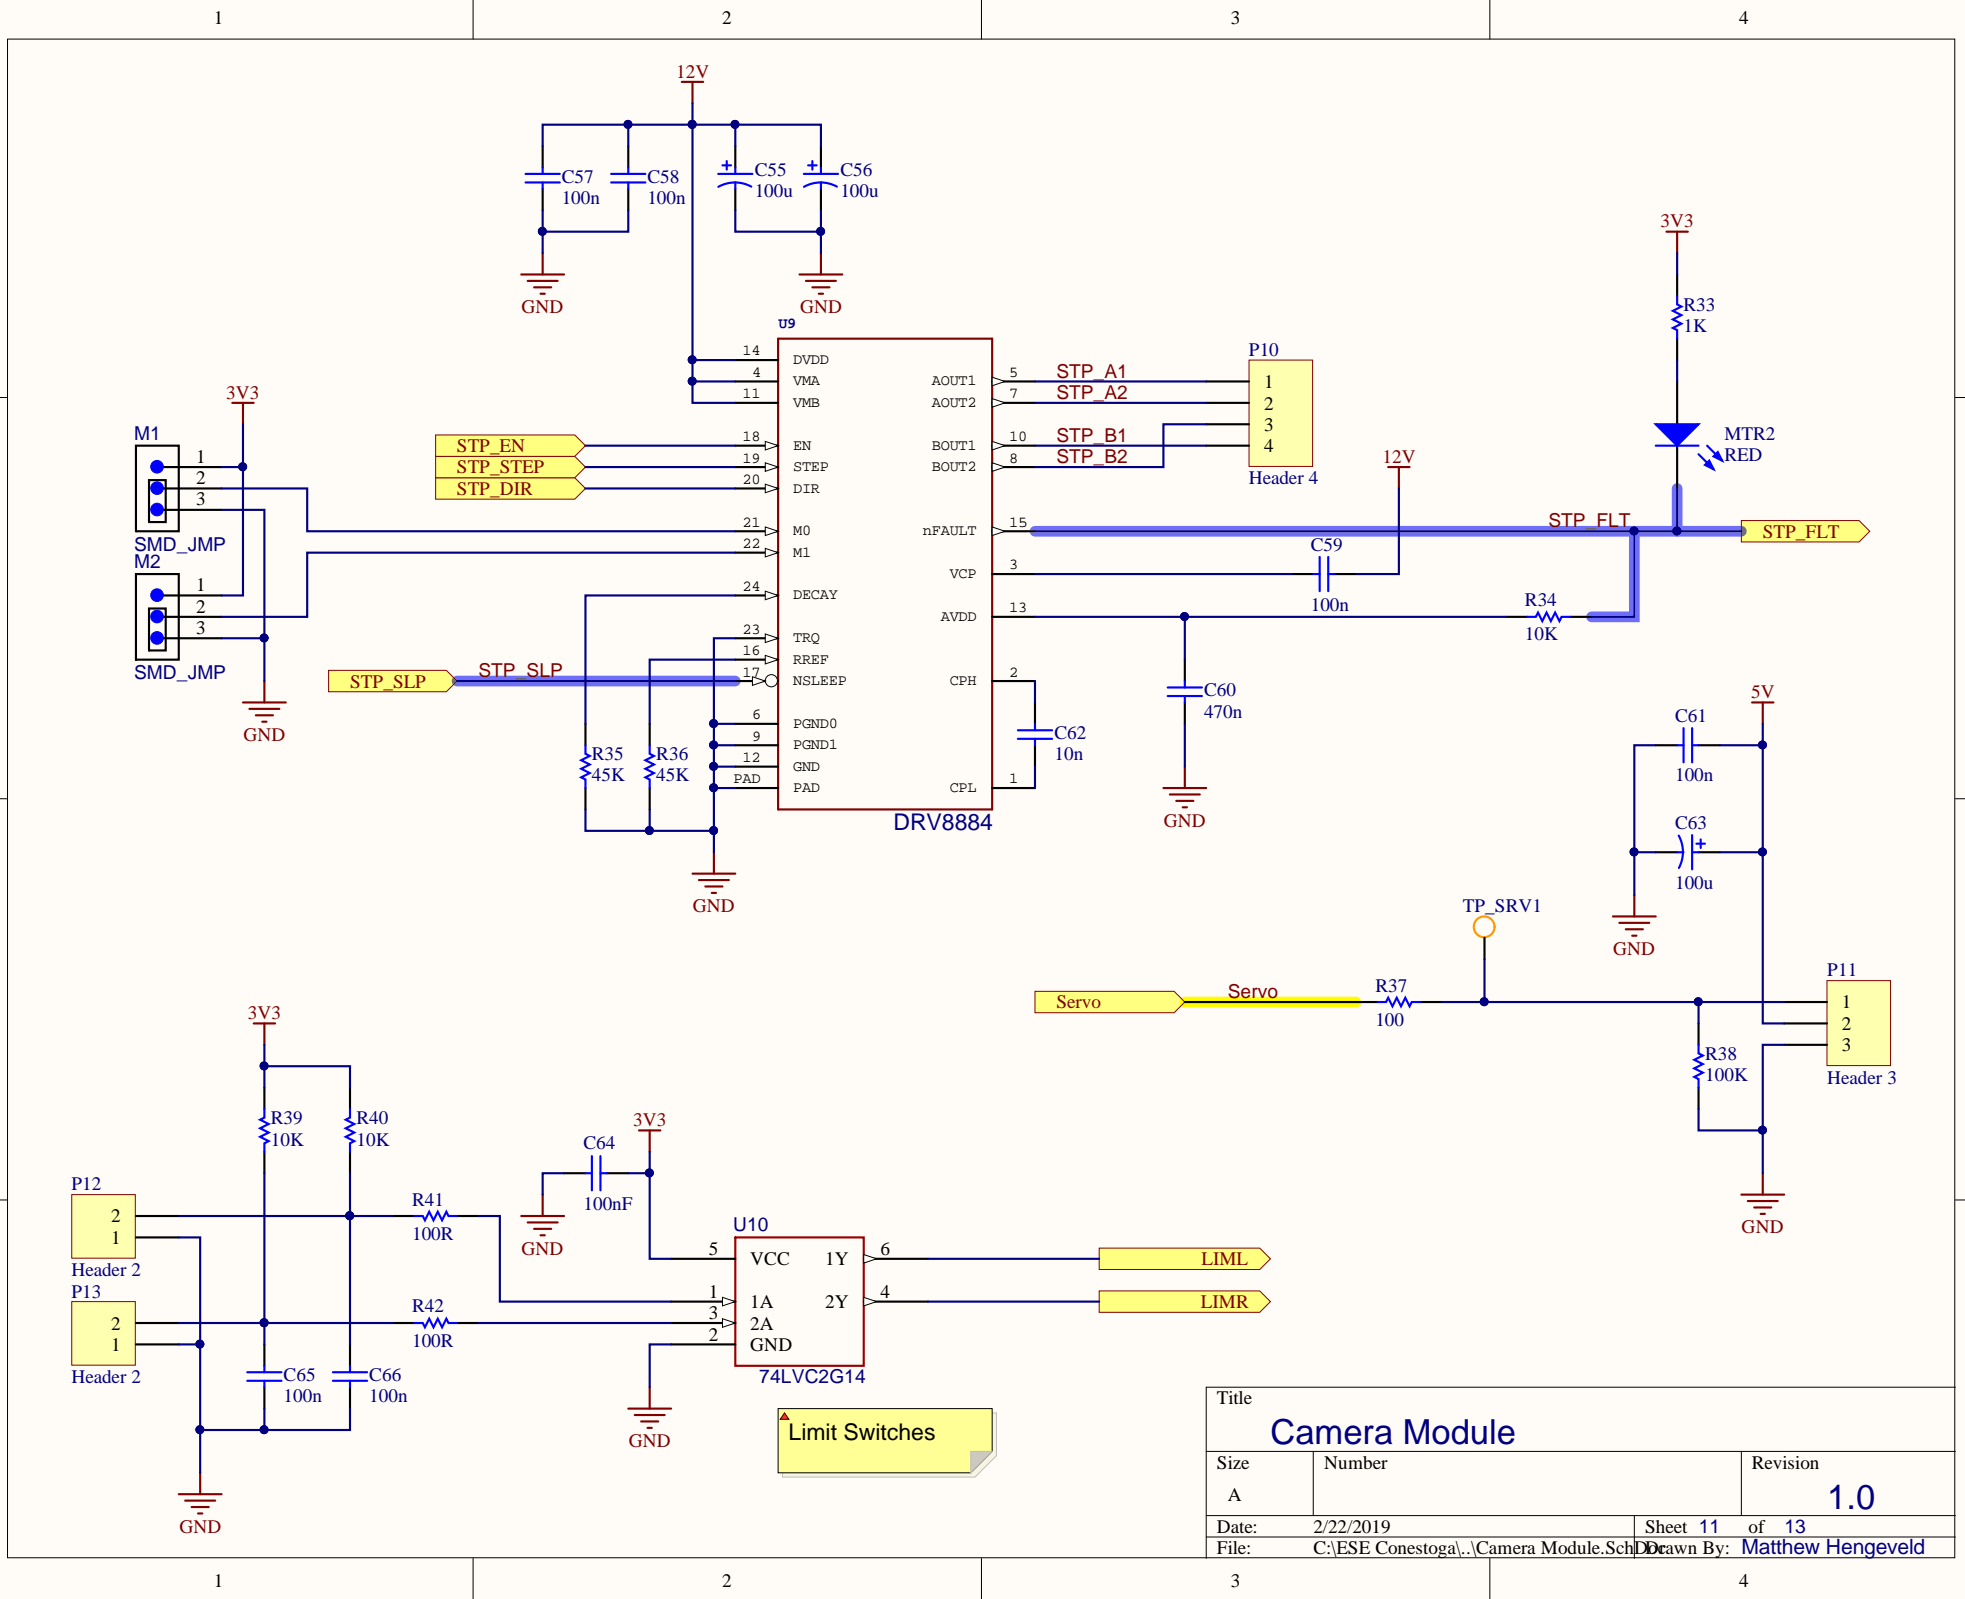 1 2 3 4
12V
C57
100n
C58
100n
C55
100u
C56
100u
GND
GND
3V3
R33
1K
MTR2
RED
U9
14 DVDD
4 VMA
11 VMB
18 EN
19 STEP
20 DIR
21 M0
22 M1
24 DECAY
23 TRQ
16 RREF
17 NSLEEP
6 PGND0
9 PGND1
12 GND
PAD PAD
AOUT1 5
AOUT2 7
BOUT1 10
BOUT2 8
nFAULT 15
VCP 3
AVDD 13
CPH 2
CPL 1
DRV8884
STP_A1
STP_A2
STP_B1
STP_B2
P10
1
2
3
4
Header 4
12V
STP_FLT
STP_FLT
C59
100n
R34
10K
C60
470n
GND
C62
10n
3V3
M1
1
2
3
SMD_JMP
M2
1
2
3
SMD_JMP
GND
STP_EN
STP_STEP
STP_DIR
STP_SLP
STP_SLP
R35
45K
R36
45K
GND
5V
C61
100n
C63
100u
GND
TP_SRV1
Servo
Servo
R37
100
R38
100K
P11
1
2
3
Header 3
GND
3V3
R39
10K
R40
10K
P12
2
1
Header 2
P13
2
1
Header 2
R41
100R
R42
100R
C65
100n
C66
100n
GND
3V3
C64
100nF
GND
U10
5 VCC 1Y 6
1 1A 2Y 4
3 2A
2 GND
74LVC2G14
GND
LIML
LIMR
Limit Switches
Title
Camera Module
Size
A
Number
Revision
1.0
Date: 2/22/2019 Sheet 11 of 13
File: C:\ESE Conestoga\..\Camera Module.SchDoc Drawn By: Matthew Hengeveld
1 2 3 4